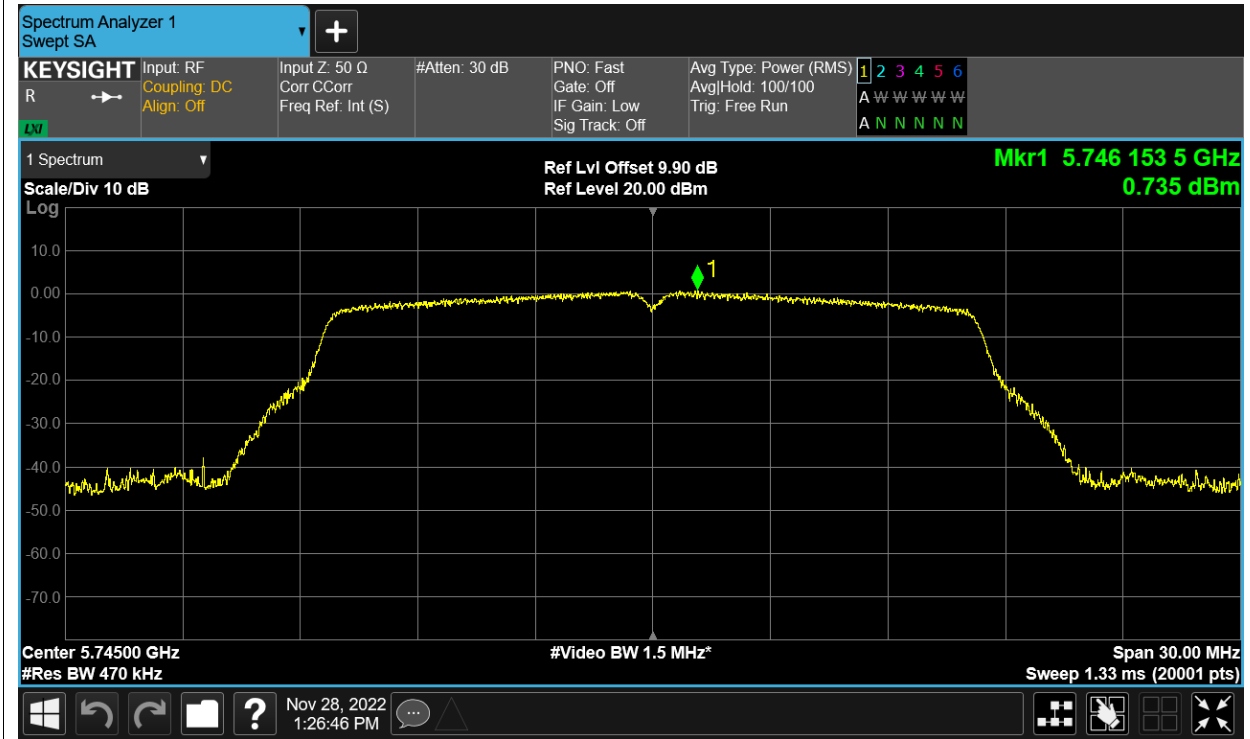 Spectrum Analyzer 1
Swept SA
KEYSIGHT
R
LXI
Input: RF
Coupling: DC
Align: Off
Input Z: 50 Ω
Corr CCorr
Freq Ref: Int (S)
#Atten: 30 dB
PNO: Fast
Gate: Off
IF Gain: Low
Sig Track: Off
Avg Type: Power (RMS)
Avg|Hold: 100/100
Trig: Free Run
1 2 3 4 5 6
A W W W W W
A N N N N N
1 Spectrum
Scale/Div 10 dB
Log
Ref Lvl Offset 9.90 dB
Ref Level 20.00 dBm
Mkr1 5.746 153 5 GHz
0.735 dBm
10.0
0.00
-10.0
-20.0
-30.0
-40.0
-50.0
-60.0
-70.0
1
Center 5.74500 GHz
#Res BW 470 kHz
#Video BW 1.5 MHz*
Span 30.00 MHz
Sweep 1.33 ms (20001 pts)
?
Nov 28, 2022
1:26:46 PM